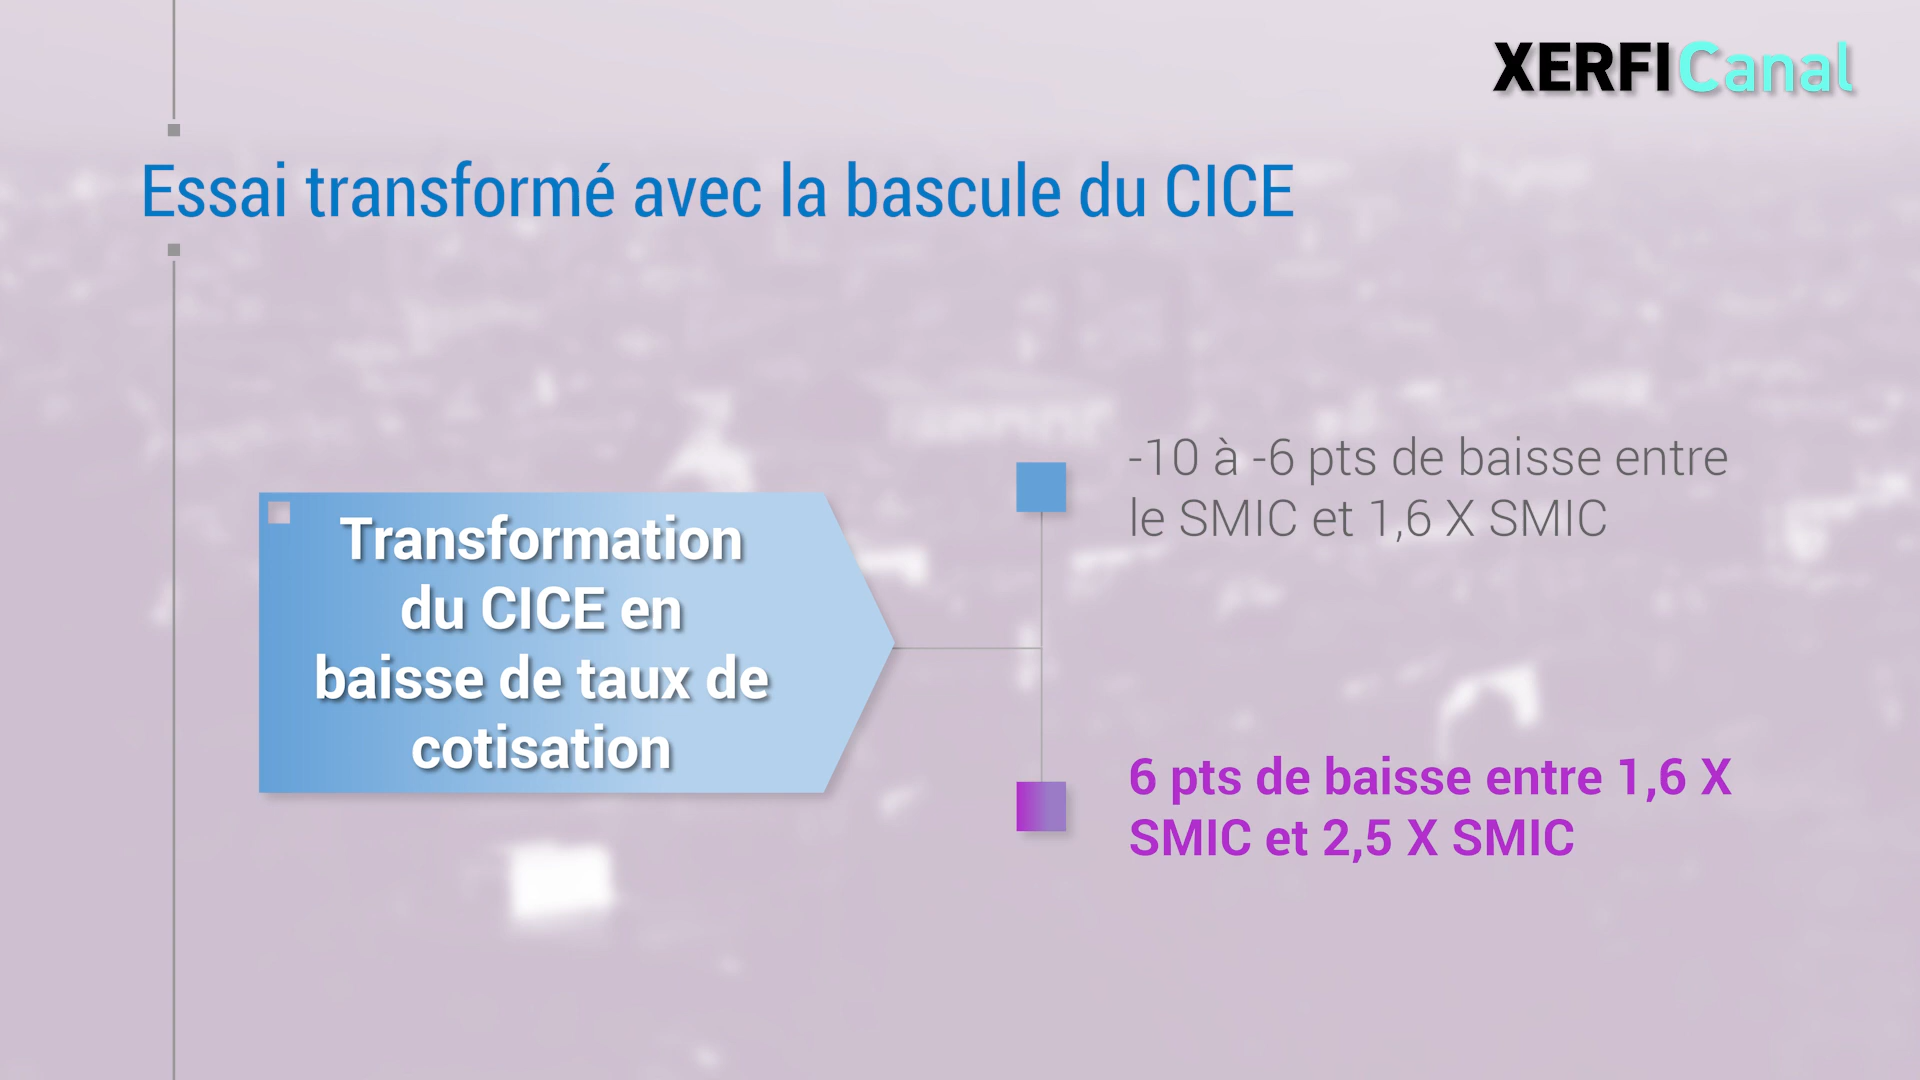 XERFI Canal
Essai transformé avec la bascule du CICE
Transformation
du CICE en
baisse de taux de
cotisation
-10 à -6 pts de baisse entre
le SMIC et 1,6 X SMIC
6 pts de baisse entre 1,6 X
SMIC et 2,5 X SMIC